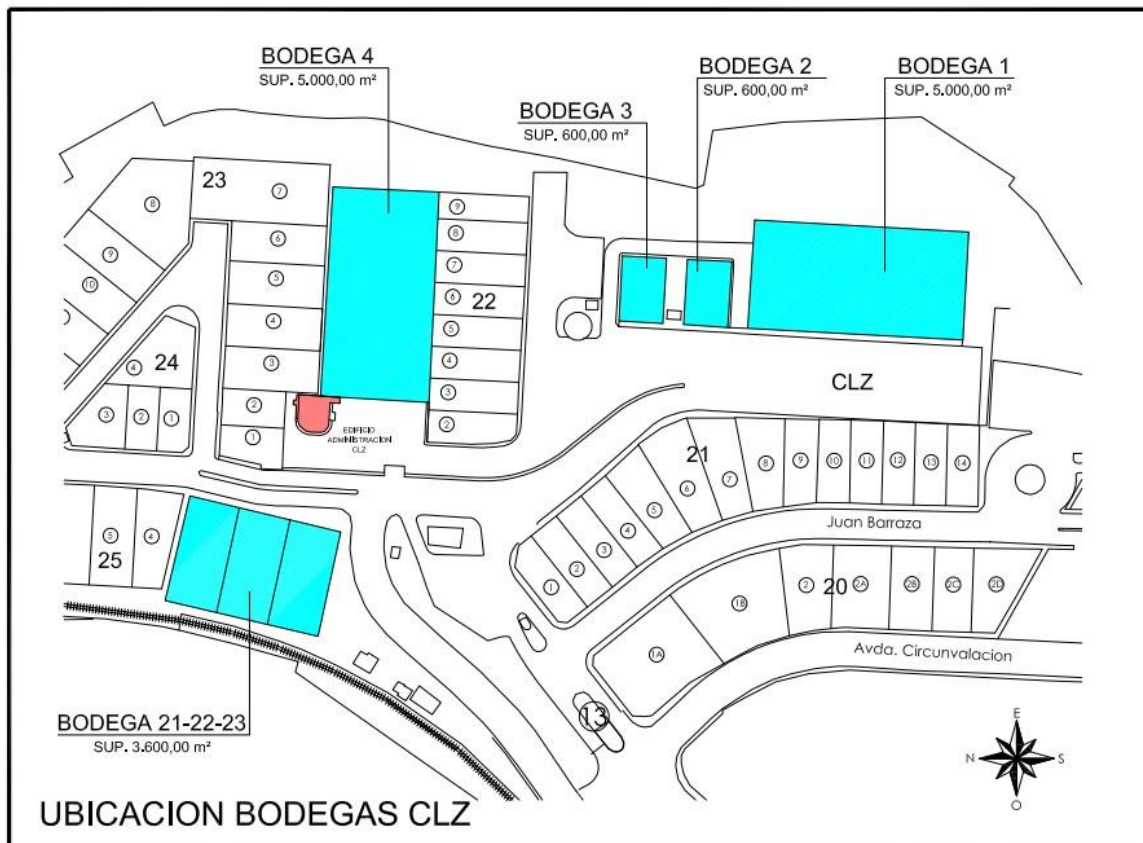 BODEGA 4
SUP. 5.000,00 m²
BODEGA 2
SUP. 600,00 m²
BODEGA 1
SUP. 5.000,00 m²
BODEGA 3
SUP. 600,00 m²
23
7
8
6
9
5
10
4
3
2
1
24
4
3
2
1
9
8
7
6
22
5
4
3
2
EDIFICIO
ADMINISTRACION
CLZ
CLZ
21
1
2
3
4
5
6
7
8
9
10
11
12
13
14
Juan Barraza
25
5
4
20
1A
1B
2
2A
2B
2C
2D
Avda. Circunvalacion
13
BODEGA 21-22-23
SUP. 3.600,00 m²
E
N
S
O
UBICACION BODEGAS CLZ